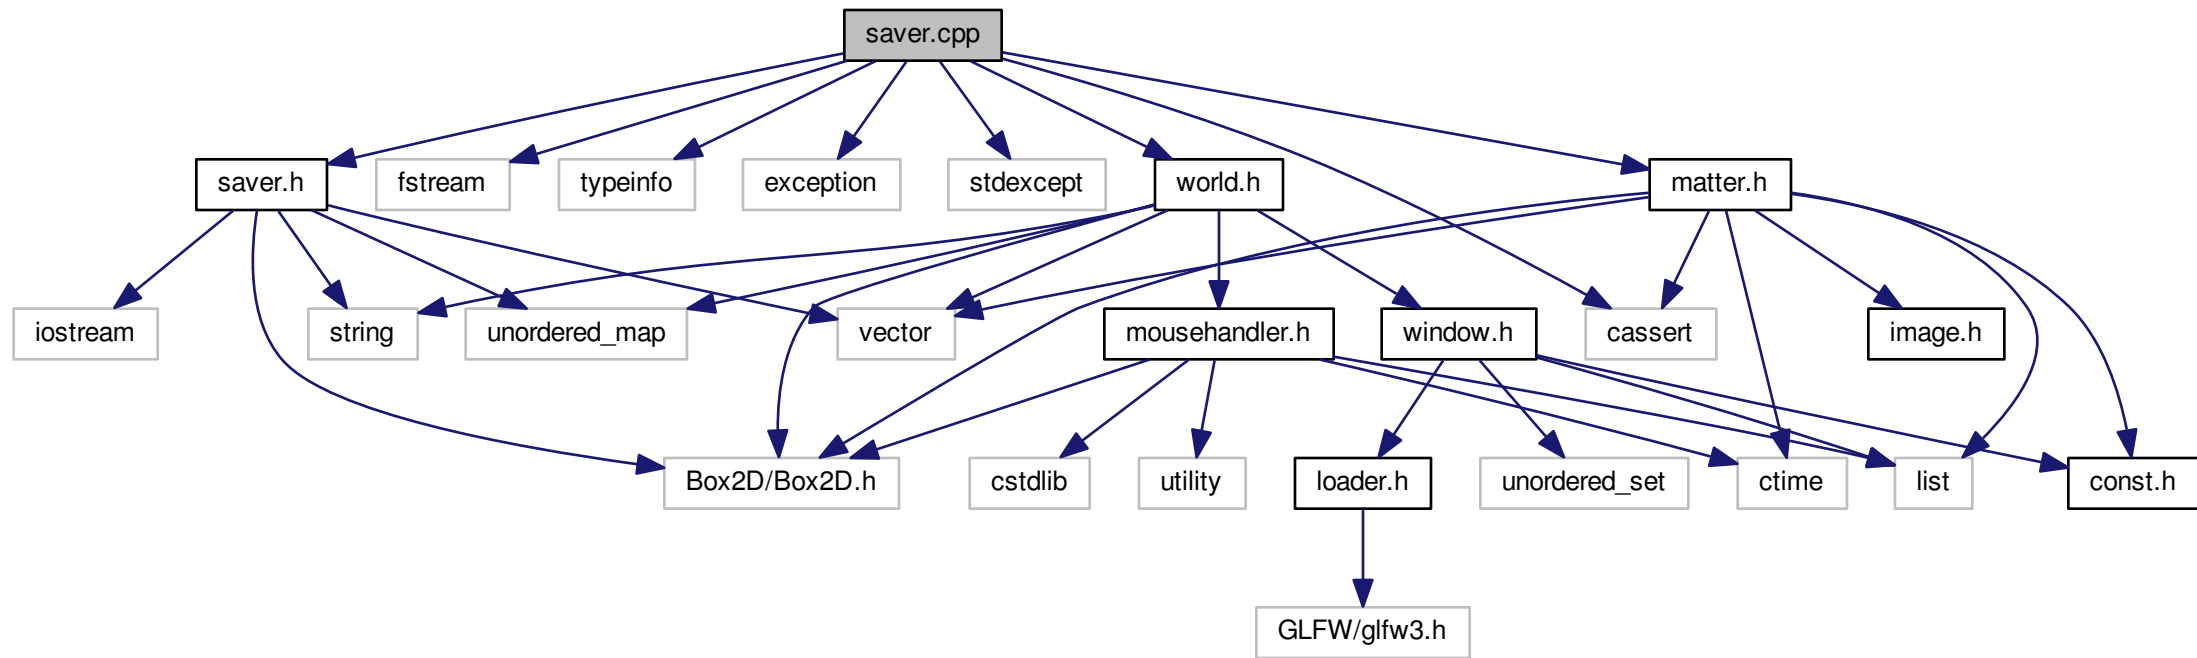 saver.cpp
saver.h
fstream
typeinfo
exception
stdexcept
world.h
matter.h
iostream
string
unordered_map
vector
mousehandler.h
window.h
cassert
image.h
Box2D/Box2D.h
cstdlib
utility
loader.h
unordered_set
ctime
list
const.h
GLFW/glfw3.h